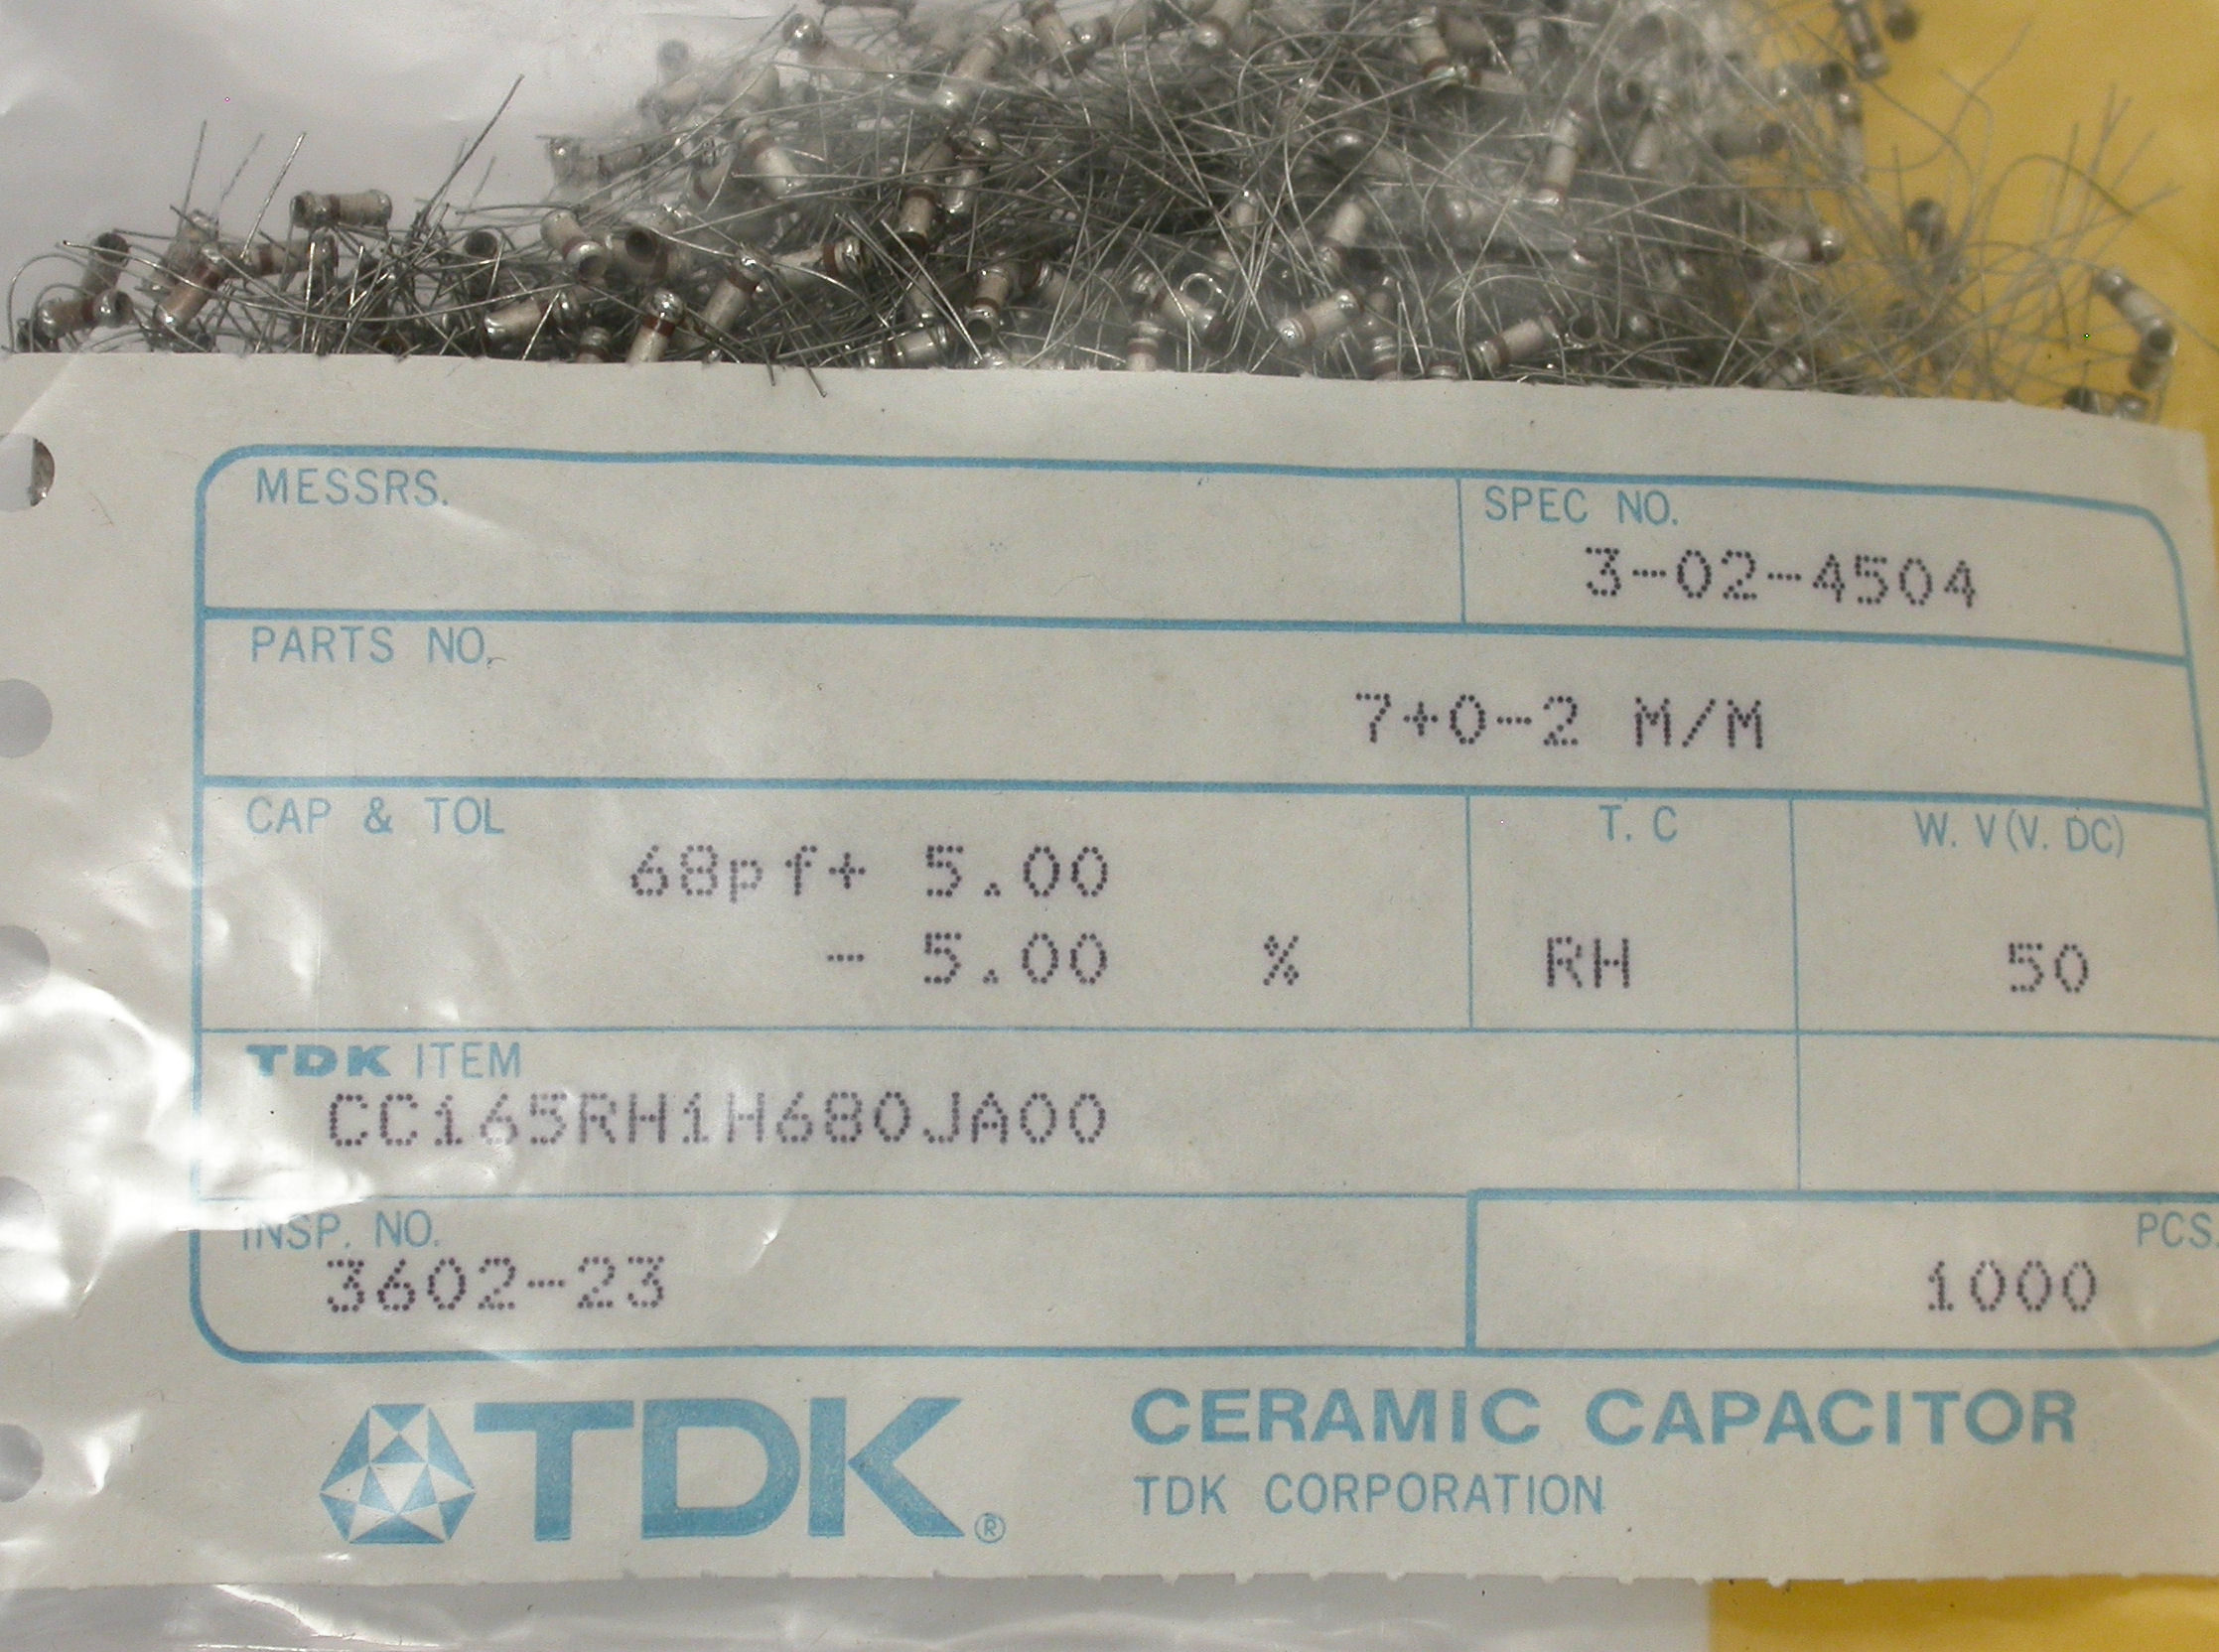 MESSRS.
SPEC NO.
3-02-4504
PARTS NO.
7+0-2 M/M
CAP & TOL
T. C
W. V (V. DC)
68pf+ 5.00
- 5.00 %
RH
50
TDK ITEM
CC165RH1H680JA00
INSP. NO.
PCS.
3602-23
1000
TDK®
CERAMIC CAPACITOR
TDK CORPORATION